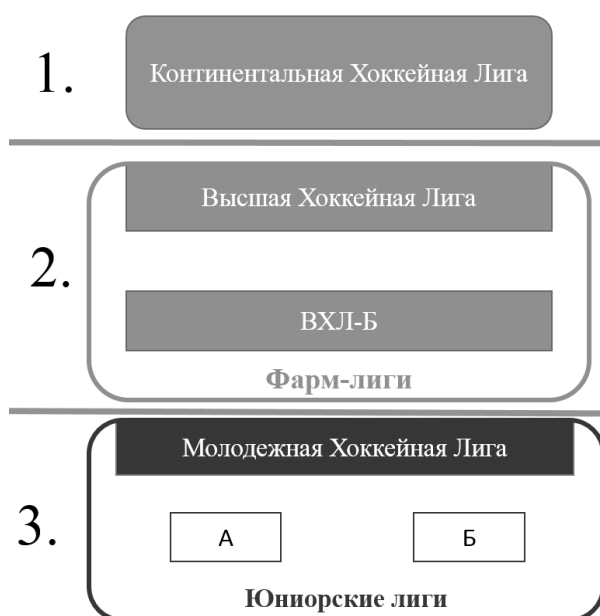 1.
Континентальная Хоккейная Лига
Высшая Хоккейная Лига
2.
ВХЛ-Б
Фарм-лиги
Молодежная Хоккейная Лига
3.
А
Б
Юниорские лиги